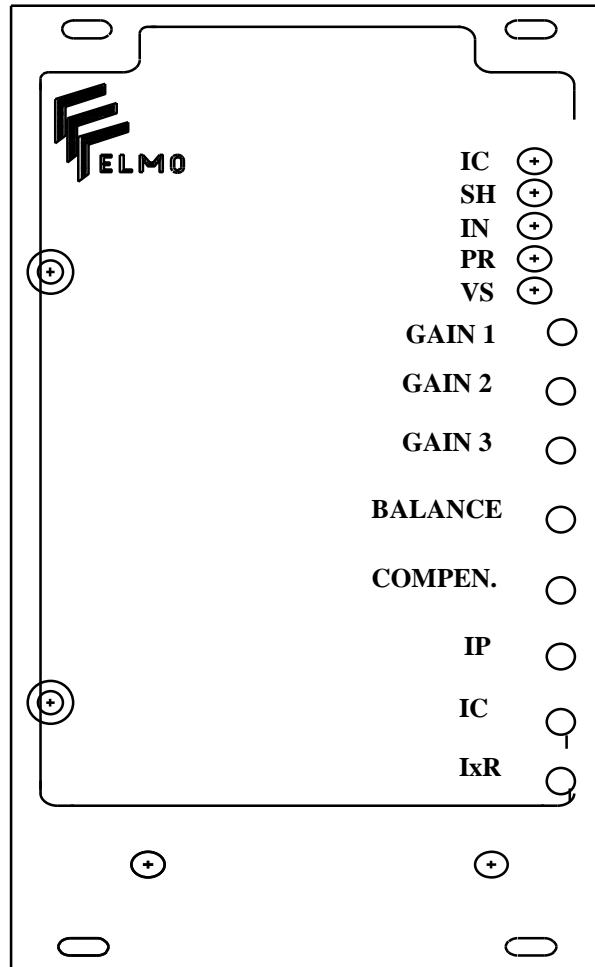 ELMO
IC
SH
IN
PR
VS
GAIN 1
GAIN 2
GAIN 3
BALANCE
COMPEN.
IP
IC
IxR